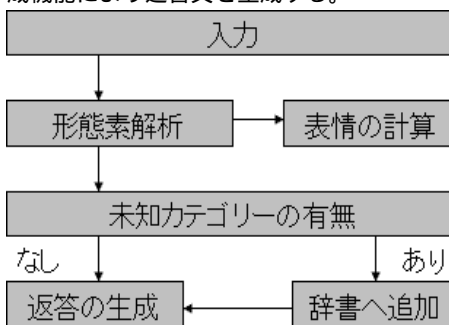 成機能により返答文を生成する。
入力
形態素解析
表情の計算
未知カテゴリーの有無
なし
あり
返答の生成
辞書へ追加